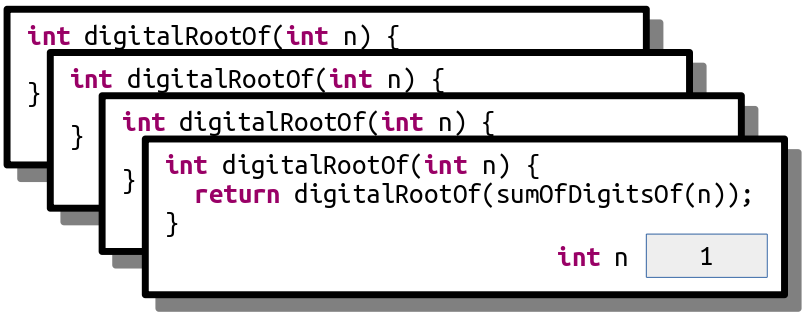 int digitalRootOf(int n) {
}
int digitalRootOf(int n) {
}
int digitalRootOf(int n) {
}
int digitalRootOf(int n) {
  return digitalRootOf(sumOfDigitsOf(n));
}
int n 1